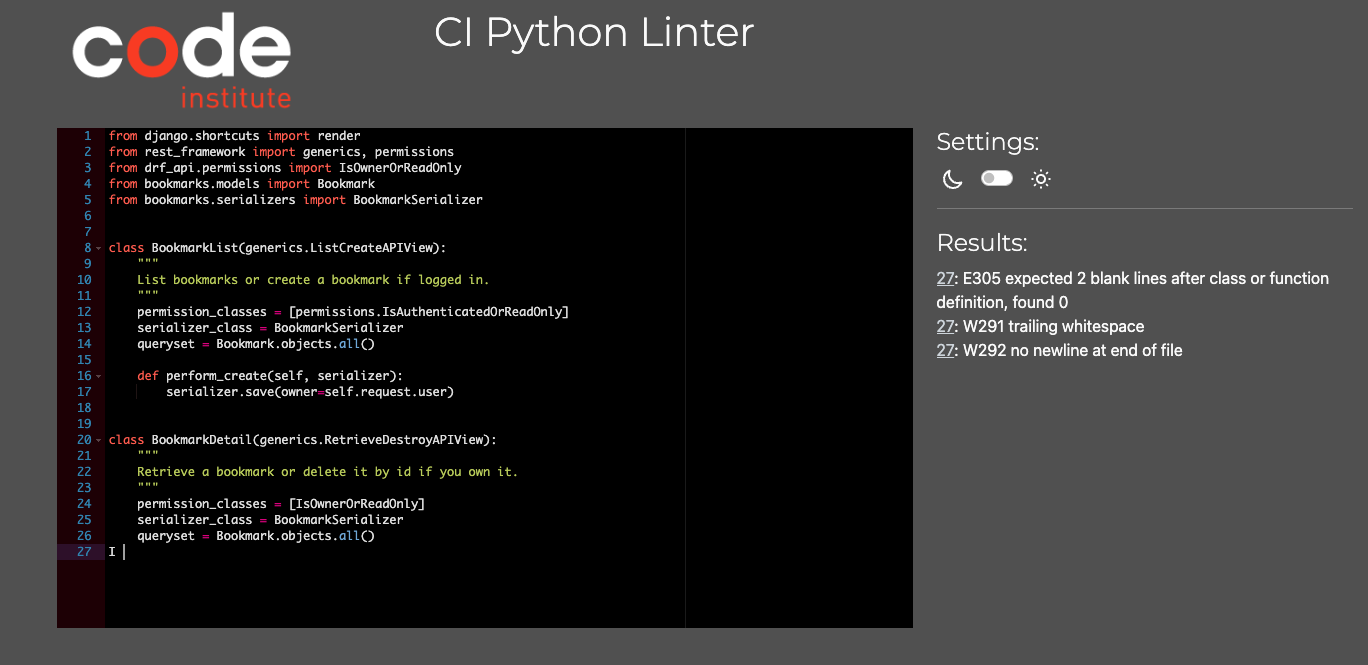 code
institute
CI Python Linter
1 from django.shortcuts import render
2 from rest_framework import generics, permissions
3 from drf_api.permissions import IsOwnerOrReadOnly
4 from bookmarks.models import Bookmark
5 from bookmarks.serializers import BookmarkSerializer
6
7
8 class BookmarkList(generics.ListCreateAPIView):
9     """
10     List bookmarks or create a bookmark if logged in.
11     """
12     permission_classes = [permissions.IsAuthenticatedOrReadOnly]
13     serializer_class = BookmarkSerializer
14     queryset = Bookmark.objects.all()
15
16     def perform_create(self, serializer):
17         serializer.save(owner=self.request.user)
18
19
20 class BookmarkDetail(generics.RetrieveDestroyAPIView):
21     """
22     Retrieve a bookmark or delete it by id if you own it.
23     """
24     permission_classes = [IsOwnerOrReadOnly]
25     serializer_class = BookmarkSerializer
26     queryset = Bookmark.objects.all()
27 I
Settings:
Results:
27: E305 expected 2 blank lines after class or function
definition, found 0
27: W291 trailing whitespace
27: W292 no newline at end of file